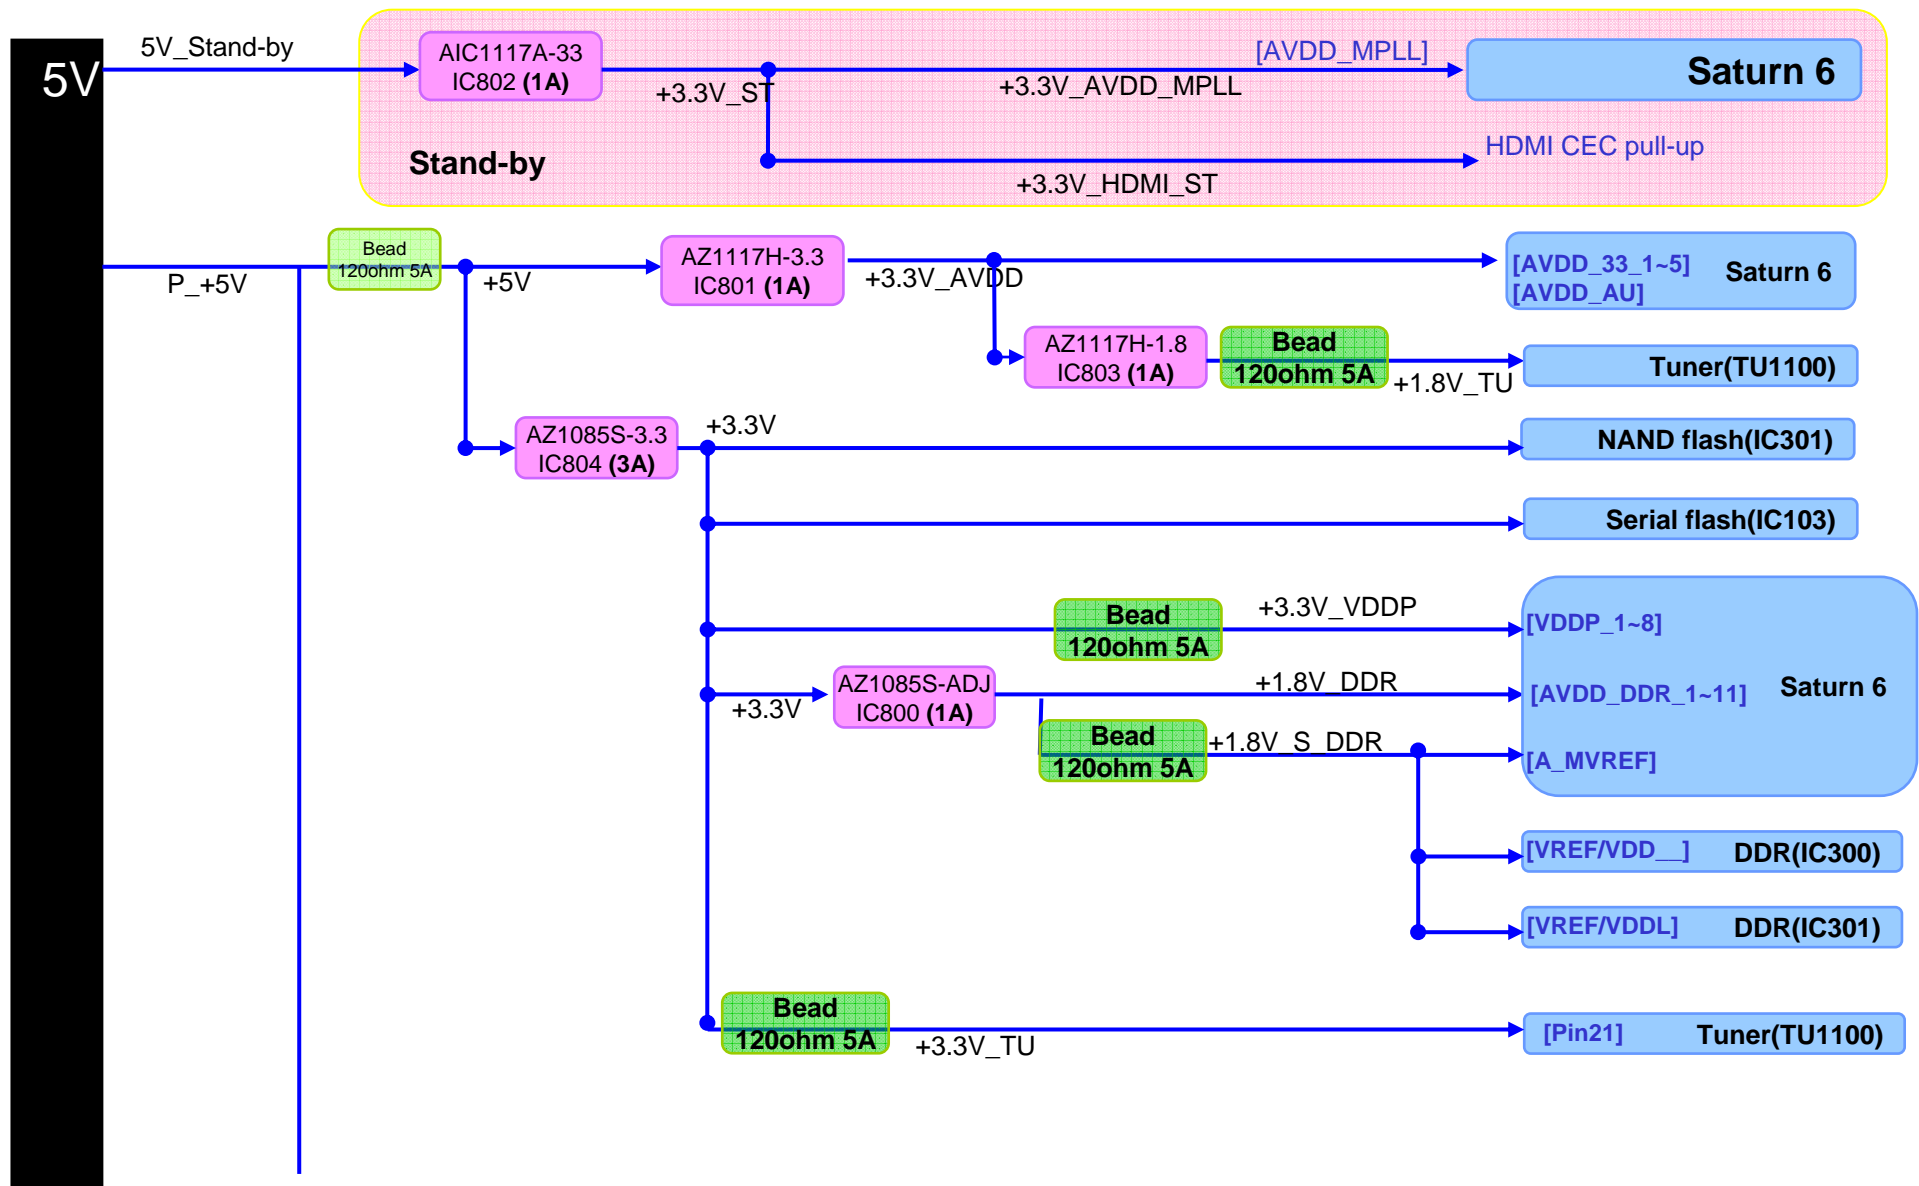 5V
5V_Stand-by
AIC1117A-33
IC802 (1A)
+3.3V_ST
[AVDD_MPLL]
+3.3V_AVDD_MPLL
Saturn 6
Stand-by
HDMI CEC pull-up
+3.3V_HDMI_ST
P_+5V
Bead
120ohm 5A
+5V
AZ1117H-3.3
IC801 (1A)
+3.3V_AVDD
[AVDD_33_1~5]
[AVDD_AU]
Saturn 6
AZ1117H-1.8
IC803 (1A)
Bead
120ohm 5A
+1.8V_TU
Tuner(TU1100)
AZ1085S-3.3
IC804 (3A)
+3.3V
NAND flash(IC301)
Serial flash(IC103)
Bead
120ohm 5A
+3.3V_VDDP
[VDDP_1~8]
+3.3V
AZ1085S-ADJ
IC800 (1A)
+1.8V_DDR
[AVDD_DDR_1~11]
Saturn 6
Bead
120ohm 5A
+1.8V_S_DDR
[A_MVREF]
[VREF/VDD__]
DDR(IC300)
[VREF/VDDL]
DDR(IC301)
Bead
120ohm 5A
+3.3V_TU
[Pin21]
Tuner(TU1100)